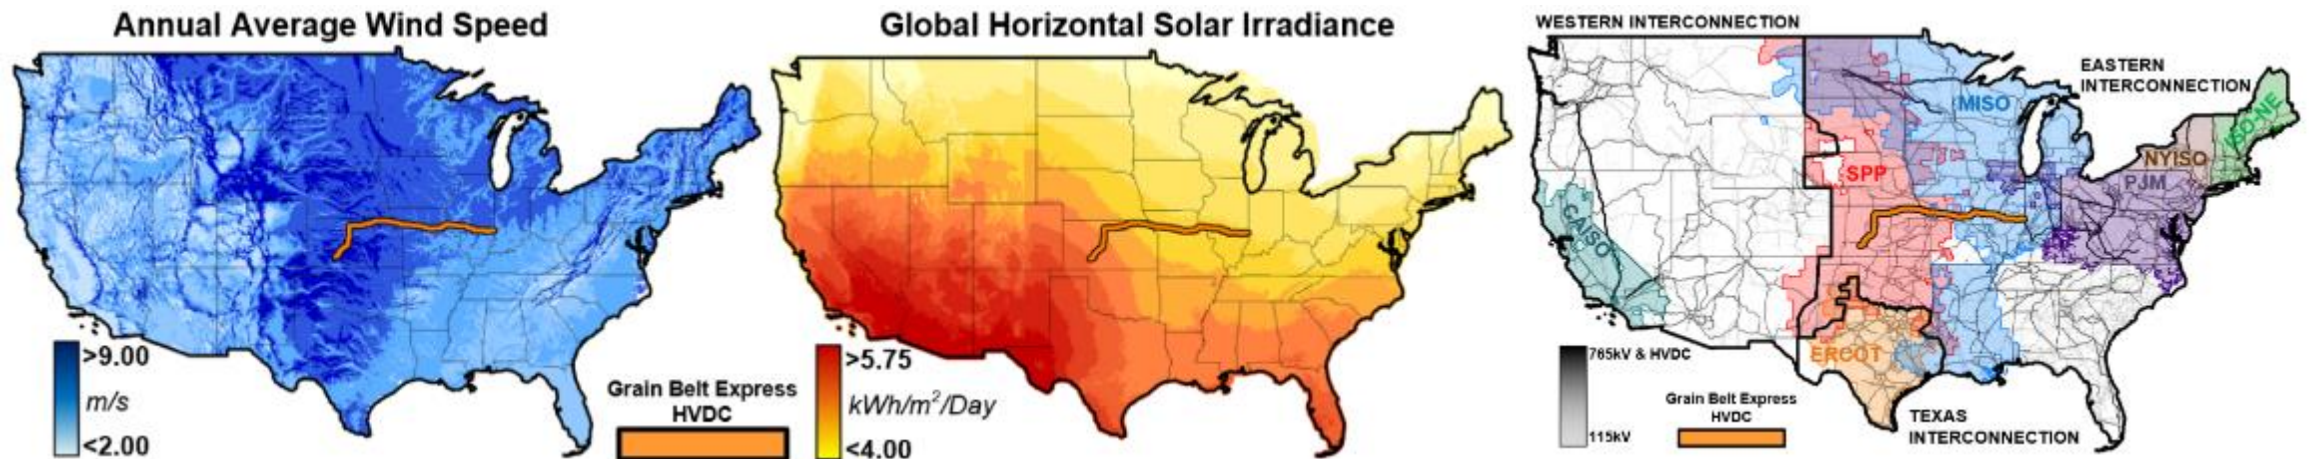 Annual Average Wind Speed
>9.00
m/s
<2.00
Grain Belt Express
HVDC
Global Horizontal Solar Irradiance
>5.75
kWh/m²/Day
<4.00
WESTERN INTERCONNECTION
EASTERN
INTERCONNECTION
MISO
ISO-NE
NYISO
PJM
SPP
CAISO
ERCOT
765kV & HVDC
115kV
Grain Belt Express
HVDC
TEXAS
INTERCONNECTION